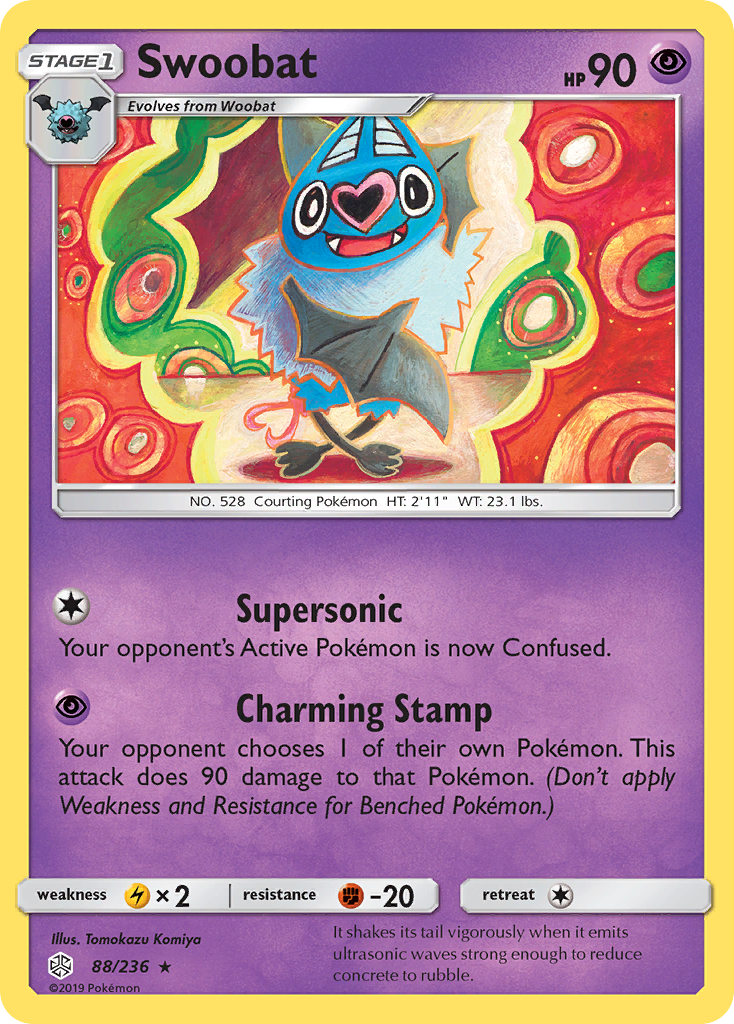 STAGE 1 Swoobat HP 90
Evolves from Woobat
NO. 528 Courting Pokémon HT: 2'11" WT: 23.1 lbs.
Supersonic
Your opponent's Active Pokémon is now Confused.
Charming Stamp
Your opponent chooses 1 of their own Pokémon. This
attack does 90 damage to that Pokémon. (Don't apply
Weakness and Resistance for Benched Pokémon.)
weakness × 2 resistance -20 retreat
Illus. Tomokazu Komiya
88/236 ★
©2019 Pokémon
It shakes its tail vigorously when it emits
ultrasonic waves strong enough to reduce
concrete to rubble.